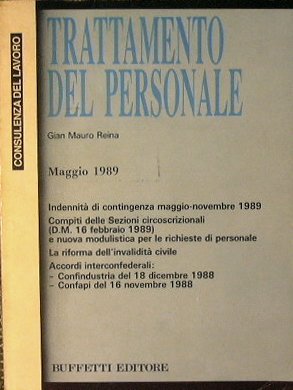 CONSULENZA DEL LAVORO
TRATTAMENTO
DEL PERSONALE
Gian Mauro Reina
Maggio 1989
Indennità di contingenza maggio-novembre 1989
Compiti delle Sezioni circoscrizionali
(D.M. 16 febbraio 1989)
e nuova modulistica per le richieste di personale
La riforma dell'invalidità civile
Accordi interconfederali:
– Confindustria del 18 dicembre 1988
– Confapi del 16 novembre 1988
BUFFETTI EDITORE